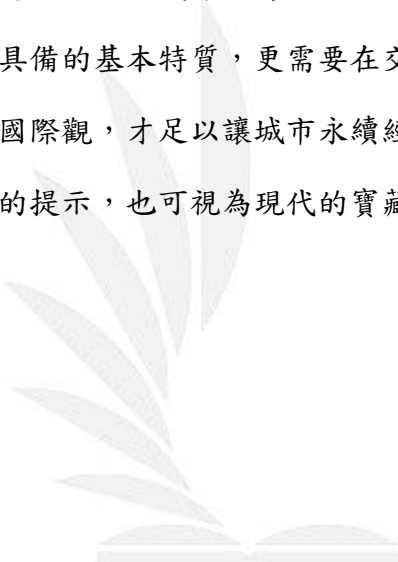 具備的基本特質，更需要在交
國際觀，才足以讓城市永續經
的提示，也可視為現代的寶藏